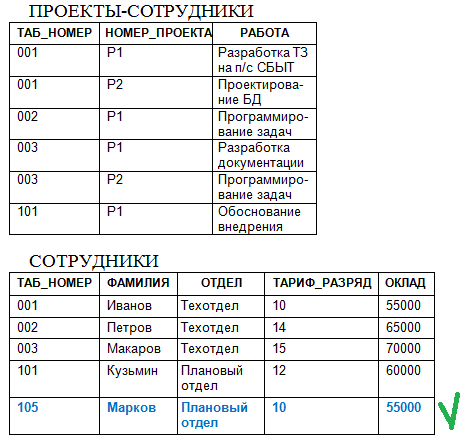 ПРОЕКТЫ-СОТРУДНИКИ
ТАБ_НОМЕР НОМЕР_ПРОЕКТА РАБОТА
001 P1 Разработка ТЗ
на п/с СБЫТ
001 P2 Проектирова-
ние БД
002 P1 Программиро-
вание задач
003 P1 Разработка
документации
003 P2 Программиро-
вание задач
101 P1 Обоснование
внедрения
СОТРУДНИКИ
ТАБ_НОМЕР ФАМИЛИЯ ОТДЕЛ ТАРИФ_РАЗРЯД ОКЛАД
001 Иванов Техотдел 10 55000
002 Петров Техотдел 14 65000
003 Макаров Техотдел 15 70000
101 Кузьмин Плановый 12 60000
отдел
105 Марков Плановый 10 55000
отдел